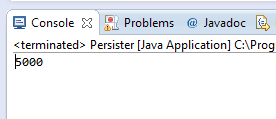 Console Problems @ Javadoc
<terminated> Persister [Java Application] C:\Prog
5000